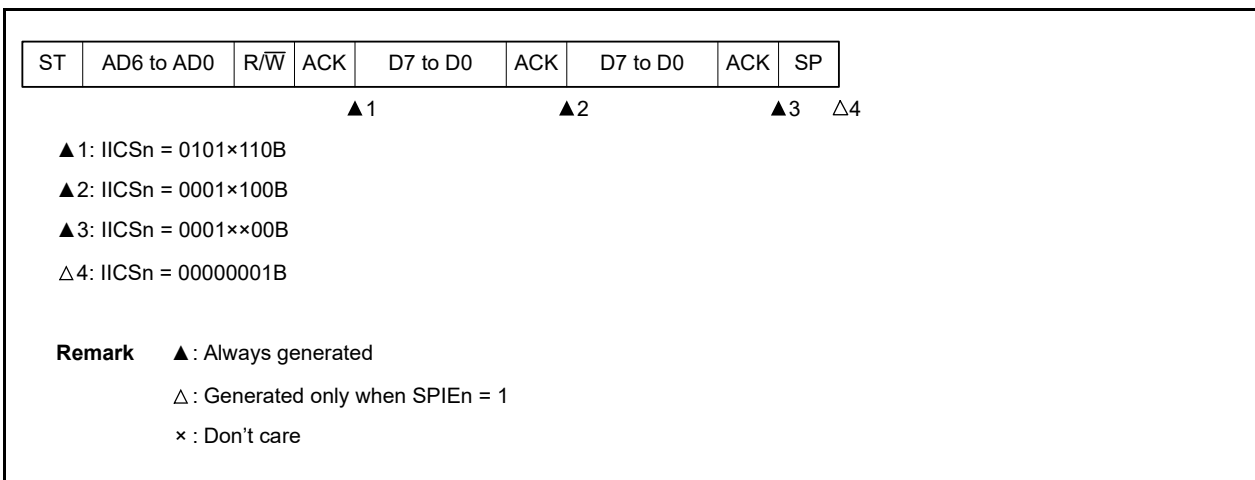 ST AD6 to AD0 R/W̅ ACK D7 to D0 ACK D7 to D0 ACK SP
▲1 ▲2 ▲3 △4
▲1: IICSn = 0101×110B
▲2: IICSn = 0001×100B
▲3: IICSn = 0001××00B
△4: IICSn = 00000001B
Remark ▲: Always generated
△: Generated only when SPIEn = 1
×: Don't care